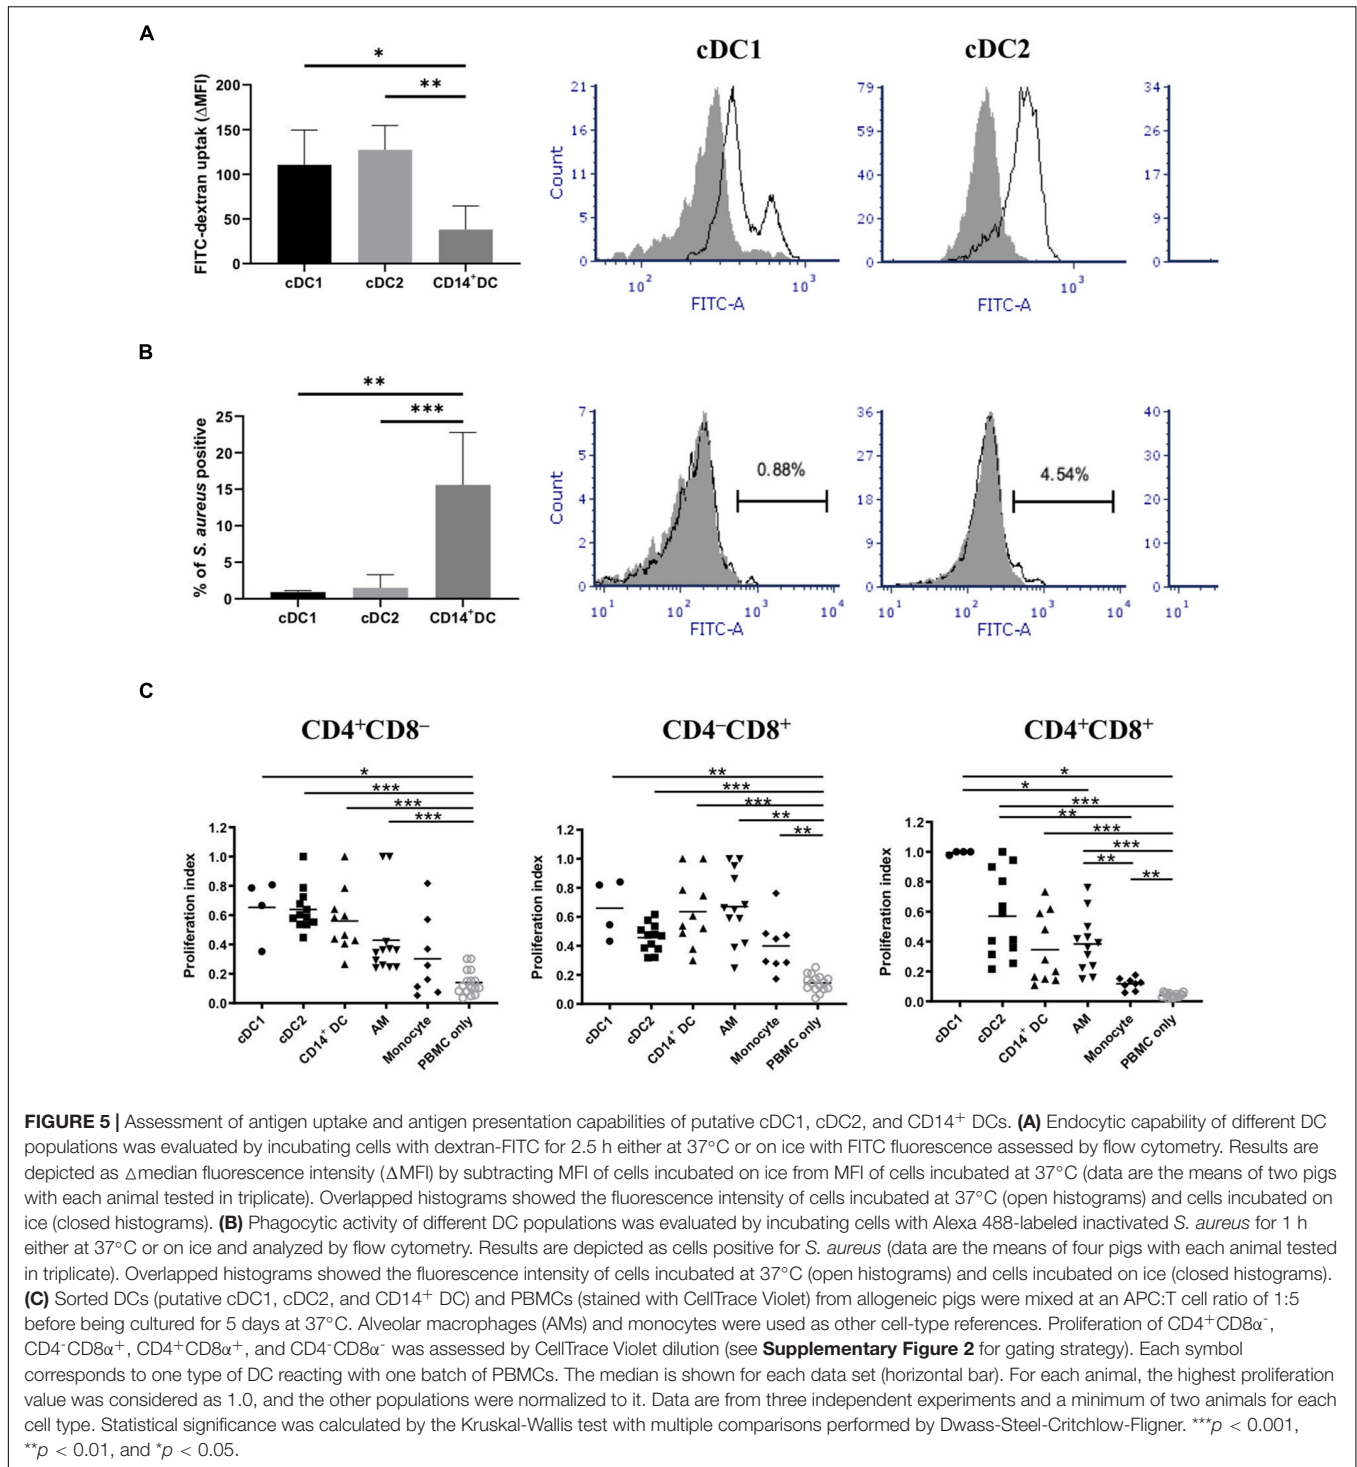 A
*
**
200
150
100
50
0
FITC-dextran uptak (ΔMFI)
cDC1 cDC2 CD14⁺DC
cDC1
21
16
11
5
0
Count
10² 10³
FITC-A
cDC2
79
59
40
20
0
10³
FITC-A
34
26
17
9
0
B
**
***
25
20
15
10
5
0
% of S. aureus positive
cDC1 cDC2 CD14⁺DC
7
5
4
2
0
Count
0.88%
10¹ 10² 10³ 10⁴
FITC-A
36
27
18
9
0
4.54%
10¹ 10² 10³ 10⁴
FITC-A
40
30
20
10
0
10¹
C
CD4⁺CD8⁻
*
***
***
***
1.2
1.0
0.8
0.6
0.4
0.2
0.0
Proliferation index
cDC1 cDC2 CD14⁺ DC AM Monocyte PBMC only
CD4⁻CD8⁺
**
***
***
**
**
1.2
1.0
0.8
0.6
0.4
0.2
0.0
Proliferation index
cDC1 cDC2 CD14⁺ DC AM Monocyte PBMC only
CD4⁺CD8⁺
*
*
***
**
***
***
**
**
1.2
1.0
0.8
0.6
0.4
0.2
0.0
Proliferation index
cDC1 cDC2 CD14⁺ DC AM Monocyte PBMC only
FIGURE 5 | Assessment of antigen uptake and antigen presentation capabilities of putative cDC1, cDC2, and CD14⁺ DCs. (A) Endocytic capability of different DC
populations was evaluated by incubating cells with dextran-FITC for 2.5 h either at 37°C or on ice with FITC fluorescence assessed by flow cytometry. Results are
depicted as △median fluorescence intensity (ΔMFI) by subtracting MFI of cells incubated on ice from MFI of cells incubated at 37°C (data are the means of two pigs
with each animal tested in triplicate). Overlapped histograms showed the fluorescence intensity of cells incubated at 37°C (open histograms) and cells incubated on
ice (closed histograms). (B) Phagocytic activity of different DC populations was evaluated by incubating cells with Alexa 488-labeled inactivated S. aureus for 1 h
either at 37°C or on ice and analyzed by flow cytometry. Results are depicted as cells positive for S. aureus (data are the means of four pigs with each animal tested
in triplicate). Overlapped histograms showed the fluorescence intensity of cells incubated at 37°C (open histograms) and cells incubated on ice (closed histograms).
(C) Sorted DCs (putative cDC1, cDC2, and CD14⁺ DC) and PBMCs (stained with CellTrace Violet) from allogeneic pigs were mixed at an APC:T cell ratio of 1:5
before being cultured for 5 days at 37°C. Alveolar macrophages (AMs) and monocytes were used as other cell-type references. Proliferation of CD4⁺CD8α⁻,
CD4⁻CD8α⁺, CD4⁺CD8α⁺, and CD4⁻CD8α⁻ was assessed by CellTrace Violet dilution (see Supplementary Figure 2 for gating strategy). Each symbol
corresponds to one type of DC reacting with one batch of PBMCs. The median is shown for each data set (horizontal bar). For each animal, the highest proliferation
value was considered as 1.0, and the other populations were normalized to it. Data are from three independent experiments and a minimum of two animals for each
cell type. Statistical significance was calculated by the Kruskal-Wallis test with multiple comparisons performed by Dwass-Steel-Critchlow-Fligner. ***p < 0.001,
**p < 0.01, and *p < 0.05.